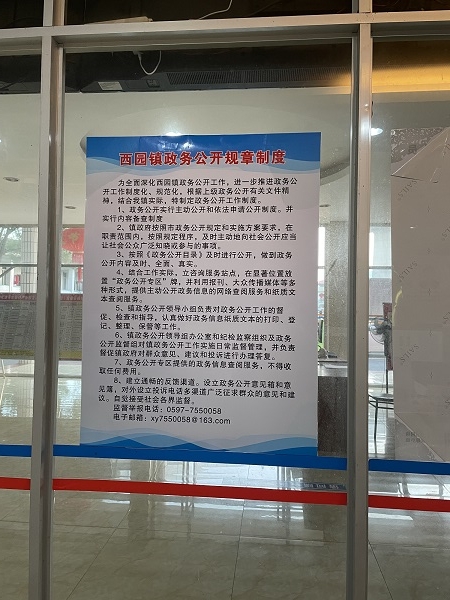 西园镇政务公开规章制度
为全面深化西园镇政务公开工作，进一步推进政务公
开工作制度化、规范化，根据上级政务公开有关文件精
神，结合我镇实际，特制定政务公开工作制度。
1、政务公开实行主动公开和依法申请公开制度。并
实行内容备查制度
2、镇政府按照市政务公开规定和实施方案要求，在
职责范围内，按照规定程序，及时主动地向社会公开应当
让社会公众广泛知晓或参与的事项。
3、按照《政务公开目录》及时进行公开，做到政务
公开内容及时、全面、真实。
4、结合工作实际，立咨询服务站点，在显著位置放
置“政务公开专区”牌，并利用报刊、大众传播媒体等多
种形式，提供主动公开政务信息的网络查阅服务和纸质文
本查阅服务。
5、镇政务公开领导小组负责对政务公开工作的督
促、检查和指导，认真做好政务信息纸质文本的打印、登
记、整理、保管等工作。
6、镇政务公开领导组办公室和纪检监察组织及政务
公开监督组对镇政务公开工作实施日常监督管理，并负责
督促镇政府对群众意见、建议和投诉进行办理答复。
7、政务公开专区提供的政务信息查阅服务，不得收
取任何费用。
8、建立通畅的反馈渠道。设立政务公开意见箱和意
见簿，对外设立投诉电话多渠道广泛征求群众的意见和建
议。自觉接受社会各界监督。
监督举报电话：0597-7550058
电子邮箱：xy7550058@163.com